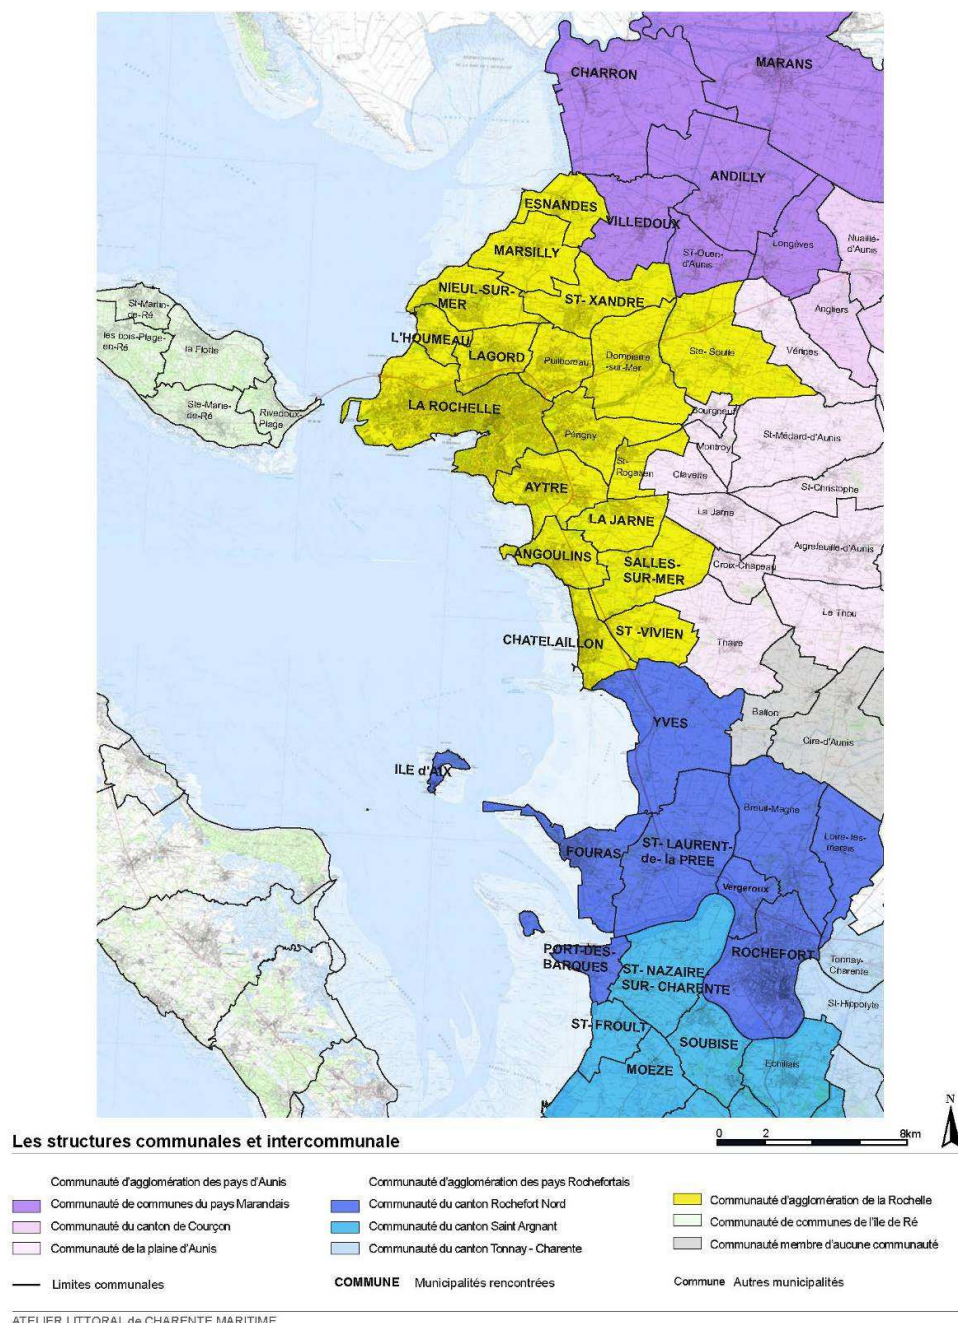 CHARRON
MARANS
ANDILLY
ESNANDES
VILLEDOUX
MARSILLY
ST-Ouen-
d'Aunis
Longèves
Nuaillé-
d'Aunis
NIEUL-SUR-
MER
ST- XANDRE
St-Martin-
de-Ré
les bois-Plage-
en-Ré
la Flotte
Angliers
L'HOUMEAU
LAGORD
Puilboreau
Dompierre
-sur-Mer
Ste- Soulle
Vérines
Ste-Marie-
de-Ré
Rivedoux-
Plage
LA ROCHELLE
Bourgneuf
Périgny
Montroy
St-Médard-d'Aunis
St-
Rogatien
Clavette
AYTRE
St-Christophe
LA JARNE
La Jarne
ANGOULINS
Aigrefeuille-d'Aunis
SALLES-
SUR-MER
Croix-Chapeau
Le Thou
CHATELAILLON
ST -VIVIEN
Thaire
YVES
Ballon
Cire-d'Aunis
ILE d'AIX
Breuil-Magne
Loire-les-
marais
FOURAS
ST- LAURENT-
de- la PREE
Vergeroux
PORT-DES-
BARQUES
ROCHEFORT
Tonnay-
Charente
ST- NAZAIRE-
SUR- CHARENTE
St-Hippolyte
ST- FROULT
SOUBISE
MOEZE
Echillais
Les structures communales et intercommunale
0 2 8km
N
Communauté d'agglomération des pays d'Aunis
Communauté de communes du pays Marandais
Communauté du canton de Courçon
Communauté de la plaine d'Aunis
Limites communales
Communauté d'agglomération des pays Rochefortais
Communauté du canton Rochefort Nord
Communauté du canton Saint Argnant
Communauté du canton Tonnay - Charente
COMMUNE Municipalités rencontrées
Communauté d'agglomération de la Rochelle
Communauté de communes de l'île de Ré
Communauté membre d'aucune communauté
Commune Autres municipalités
ATELIER LITTORAL de CHARENTE MARITIME